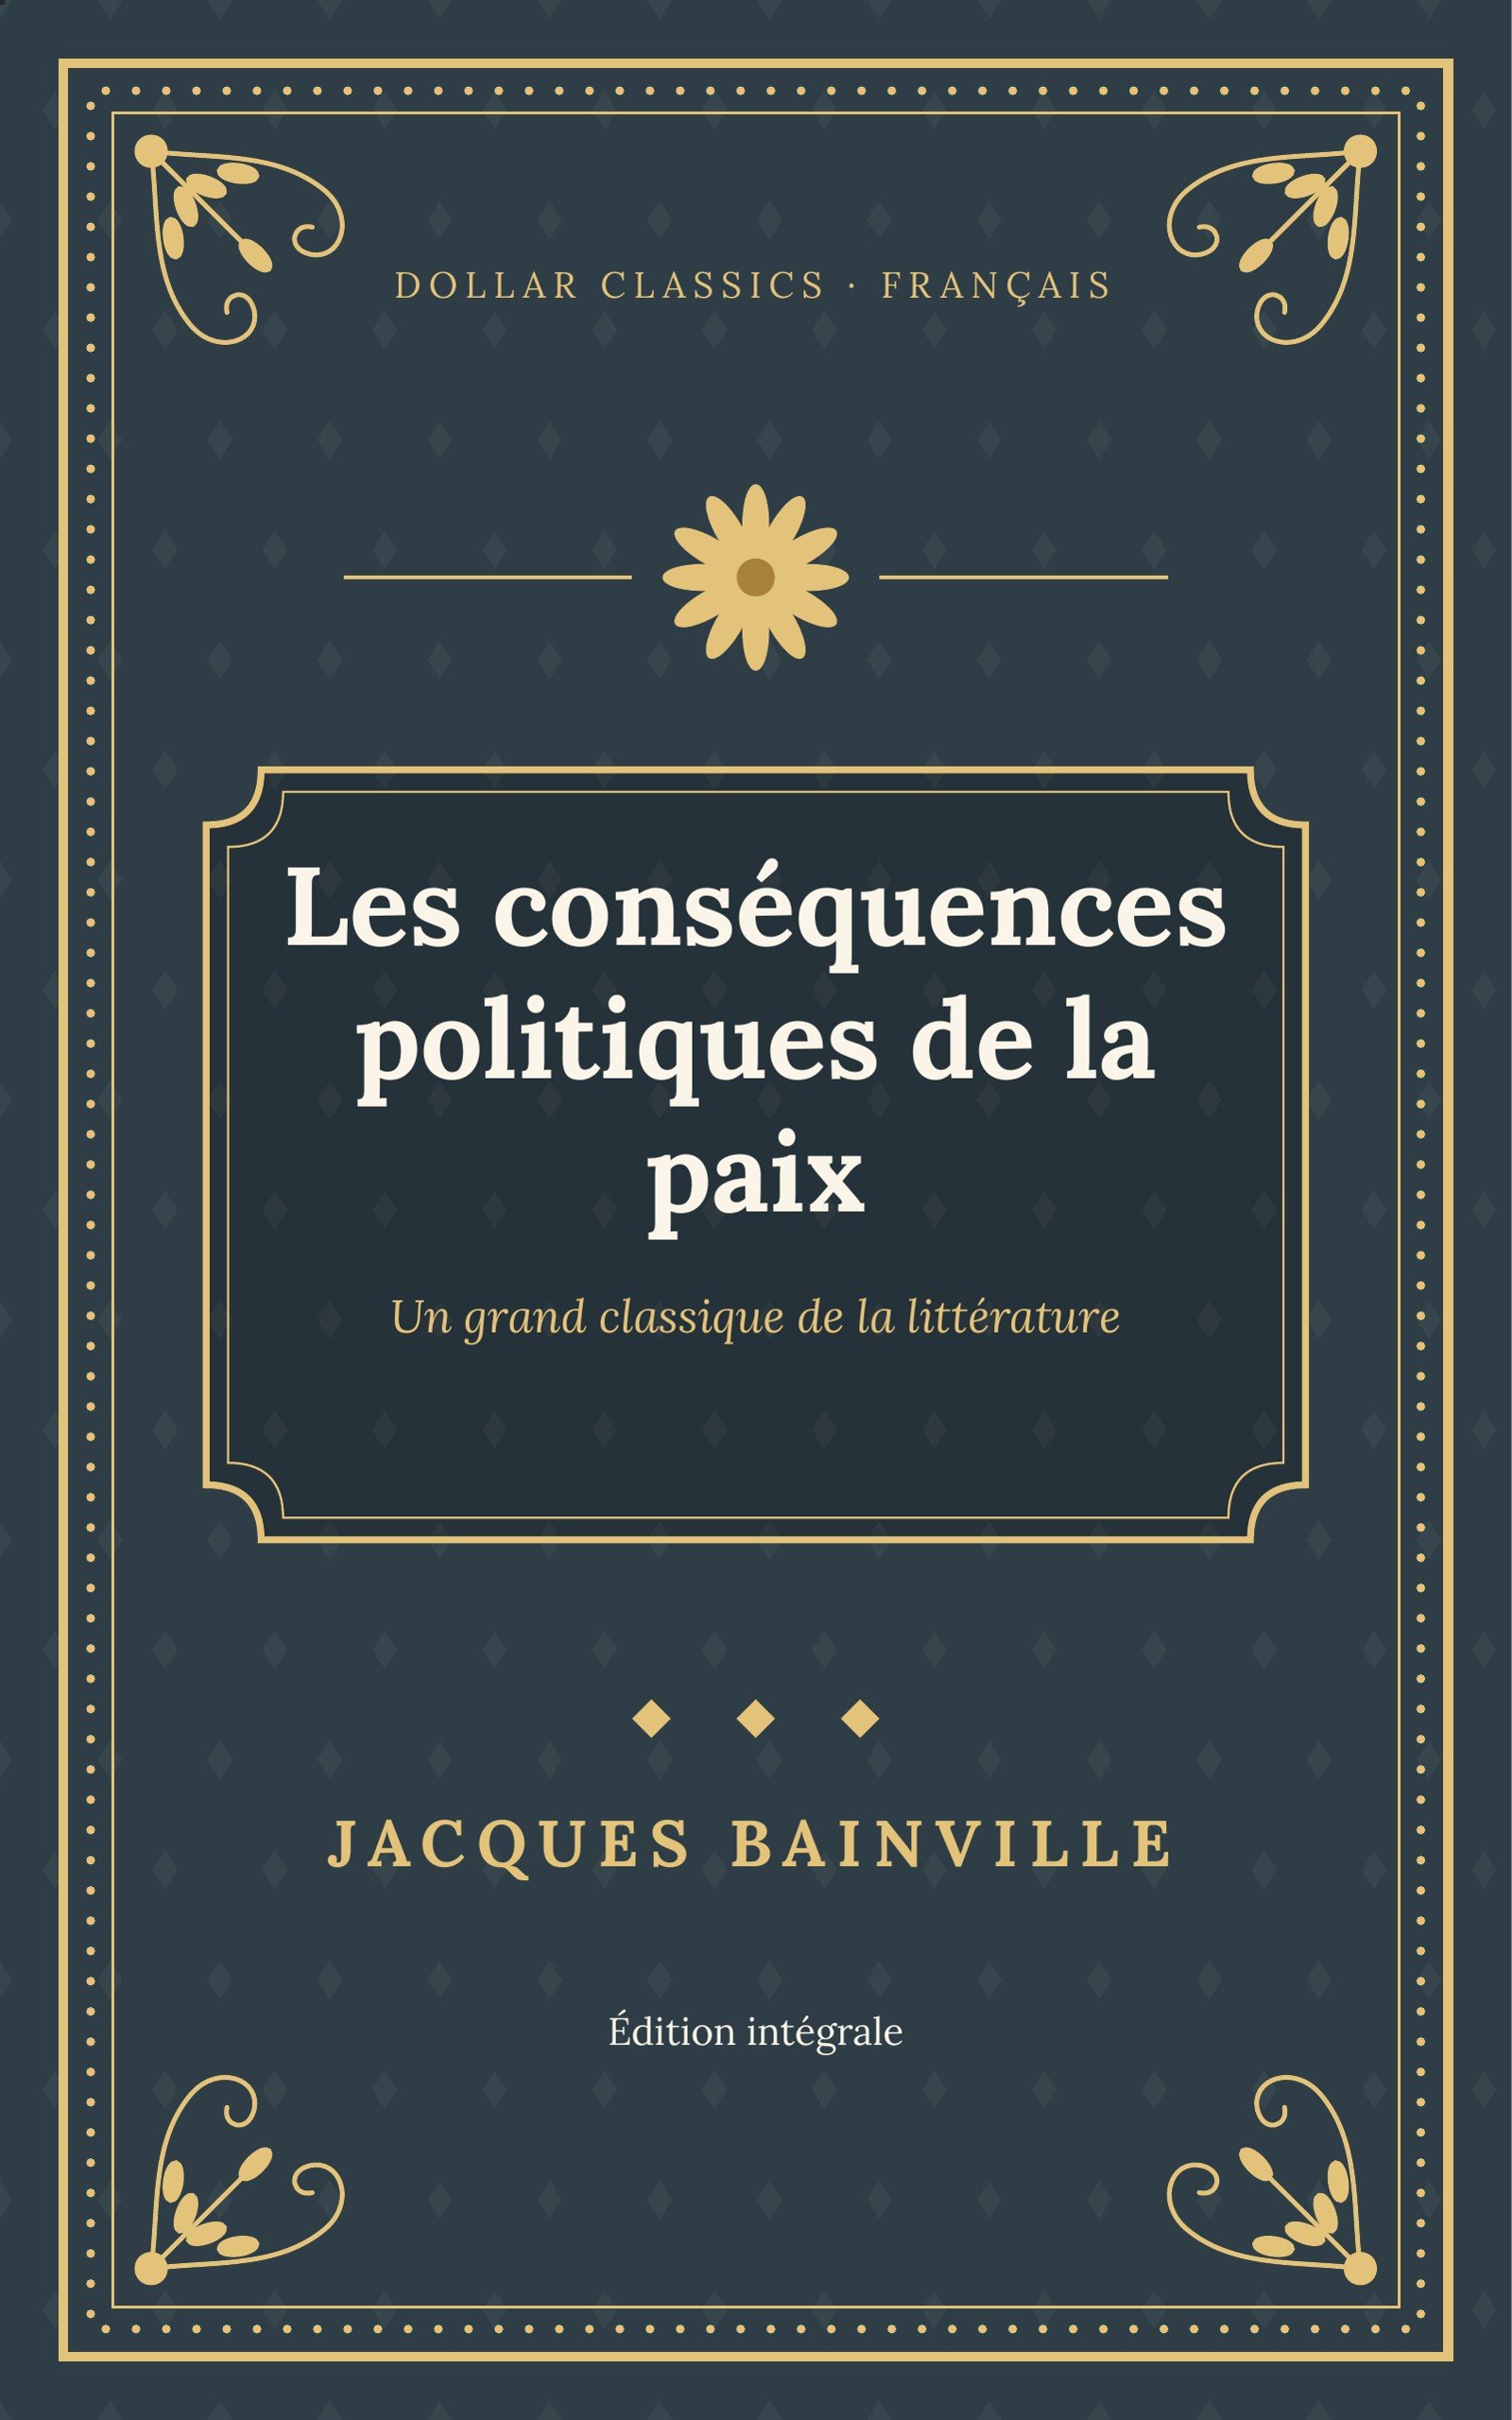 DOLLAR CLASSICS · FRANÇAIS
Les conséquences
politiques de la
paix
Un grand classique de la littérature
JACQUES BAINVILLE
Édition intégrale